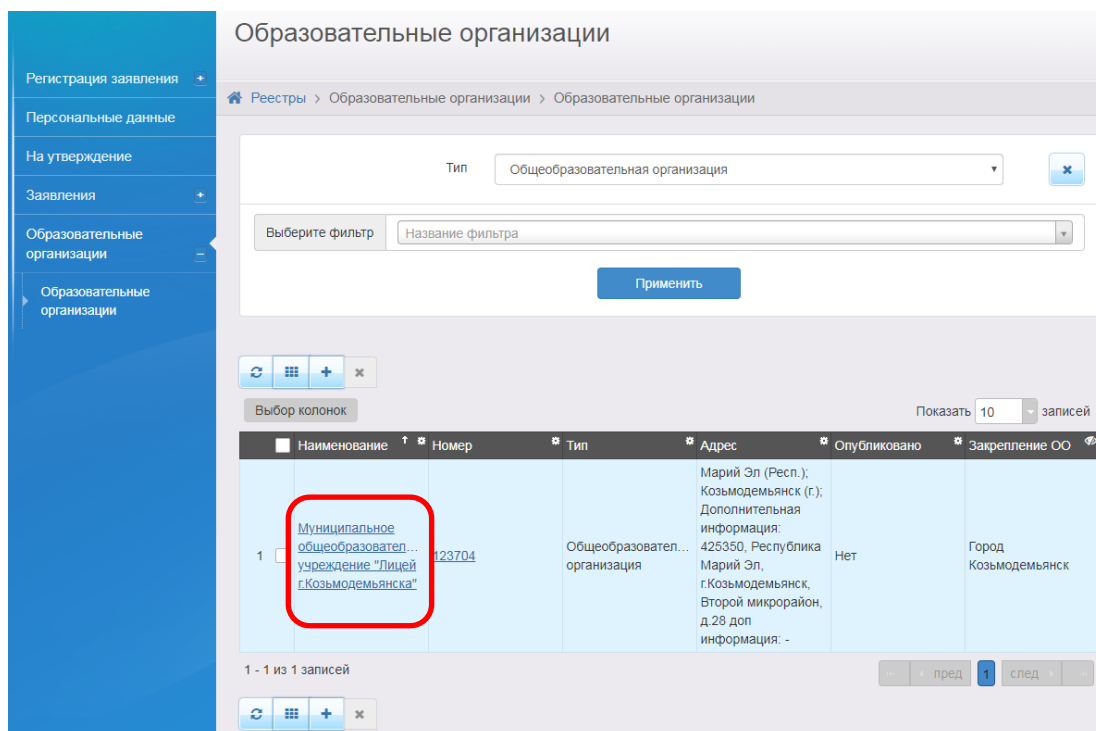 Образовательные организации
Регистрация заявления
Персональные данные
На утверждение
Заявления
Образовательные
организации
Образовательные
организации
Реестры > Образовательные организации > Образовательные организации
Тип
Общеобразовательная организация
Выберите фильтр
Название фильтра
Применить
Выбор колонок
Показать 10 записей
Наименование Номер Тип Адрес Опубликовано Закрепление ОО
1
Муниципальное
общеобразовател...
учреждение "Лицей
г.Козьмодемьянска"
123704
Общеобразовател...
организация
Марий Эл (Респ.);
Козьмодемьянск (г.);
Дополнительная
информация:
425350, Республика
Марий Эл,
г.Козьмодемьянск,
Второй микрорайон,
д.28 доп
информация: -
Нет
Город
Козьмодемьянск
1 - 1 из 1 записей
пред 1 след